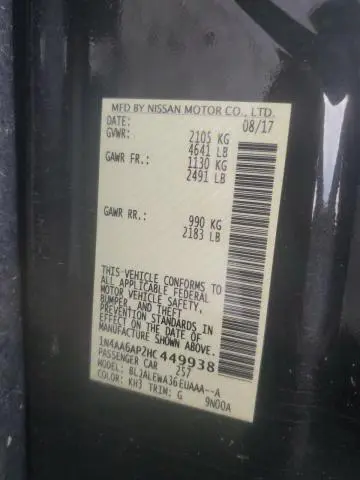 MFD BY NISSAN MOTOR CO., LTD.
DATE: 08/17
GVWR: 2105 KG
4641 LB
GAWR FR.: 1130 KG
2491 LB
GAWR RR.: 990 KG
2183 LB
THIS VEHICLE CONFORMS TO
ALL APPLICABLE FEDERAL
MOTOR VEHICLE SAFETY,
BUMPER, AND THEFT
PREVENTION STANDARDS IN
EFFECT ON THE DATE OF
MANUFACTURE SHOWN ABOVE.
1N4AA6AP2HC449938
PASSENGER CAR 257
MODEL: BLJALEWA36EUAAA--A
COLOR: KH3 TRIM: G 9N00A